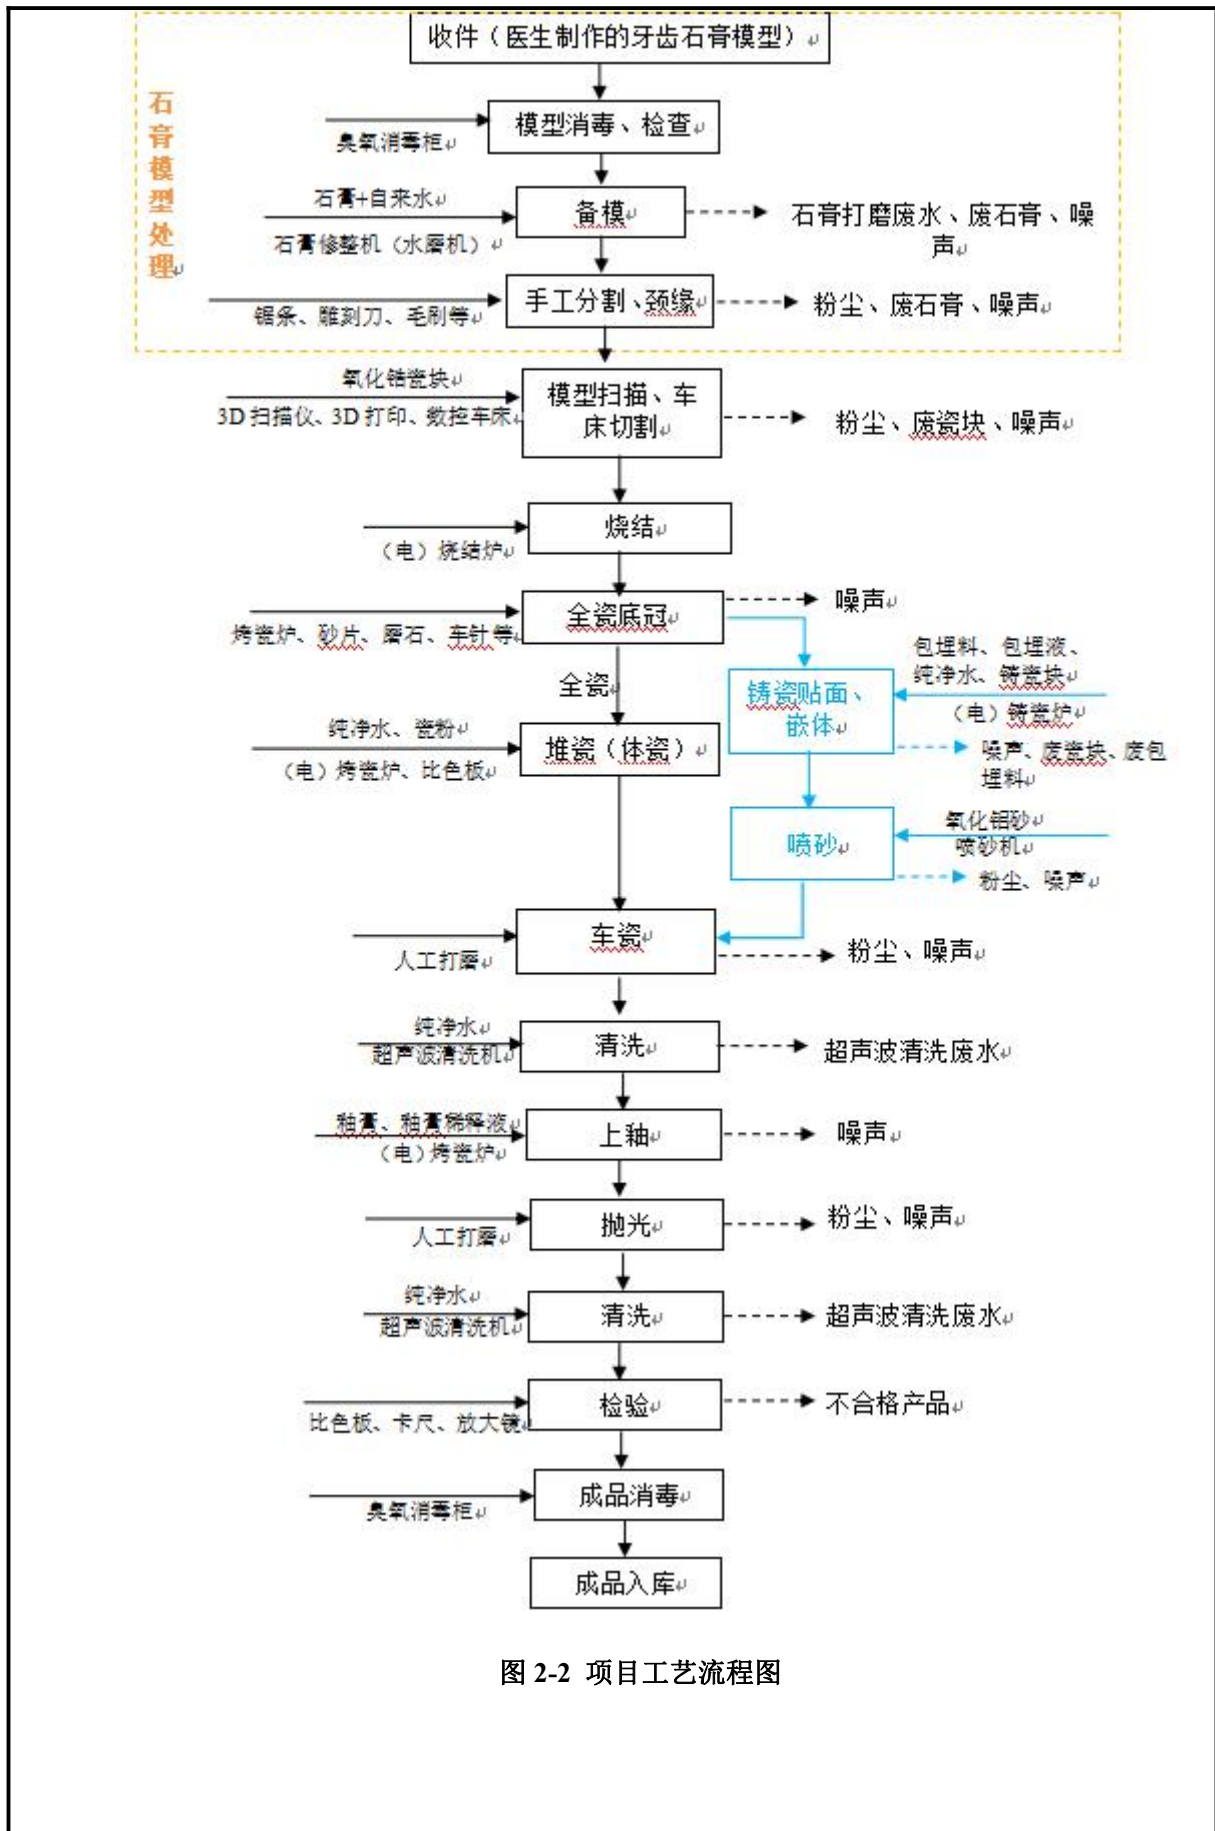 收件（医生制作的牙齿石膏模型）
石膏模型处理
模型消毒、检查
臭氧消毒柜
石膏+自来水
备模
石膏修整机（水磨机）
石膏打磨废水、废石膏、噪
声
手工分割、颈缘
锯条、雕刻刀、毛刷等
粉尘、废石膏、噪声
氧化锆瓷块
3D 扫描仪、3D 打印、数控车床
模型扫描、车
床切割
粉尘、废瓷块、噪声
烧结
（电）烧结炉
全瓷底冠
噪声
烤瓷炉、砂片、磨石、车针等
包埋料、包埋液、
纯净水、铸瓷块
全瓷
铸瓷贴面、
嵌体
（电）铸瓷炉
纯净水、瓷粉
堆瓷（体瓷）
（电）烤瓷炉、比色板
噪声、废瓷块、废包
埋料
氧化铝砂
喷砂
喷砂机
粉尘、噪声
车瓷
人工打磨
粉尘、噪声
纯净水
清洗
超声波清洗机
超声波清洗废水
釉膏、釉膏稀释液
上釉
（电）烤瓷炉
噪声
抛光
人工打磨
粉尘、噪声
纯净水
清洗
超声波清洗机
超声波清洗废水
检验
比色板、卡尺、放大镜
不合格产品
成品消毒
臭氧消毒柜
成品入库
图 2-2 项目工艺流程图